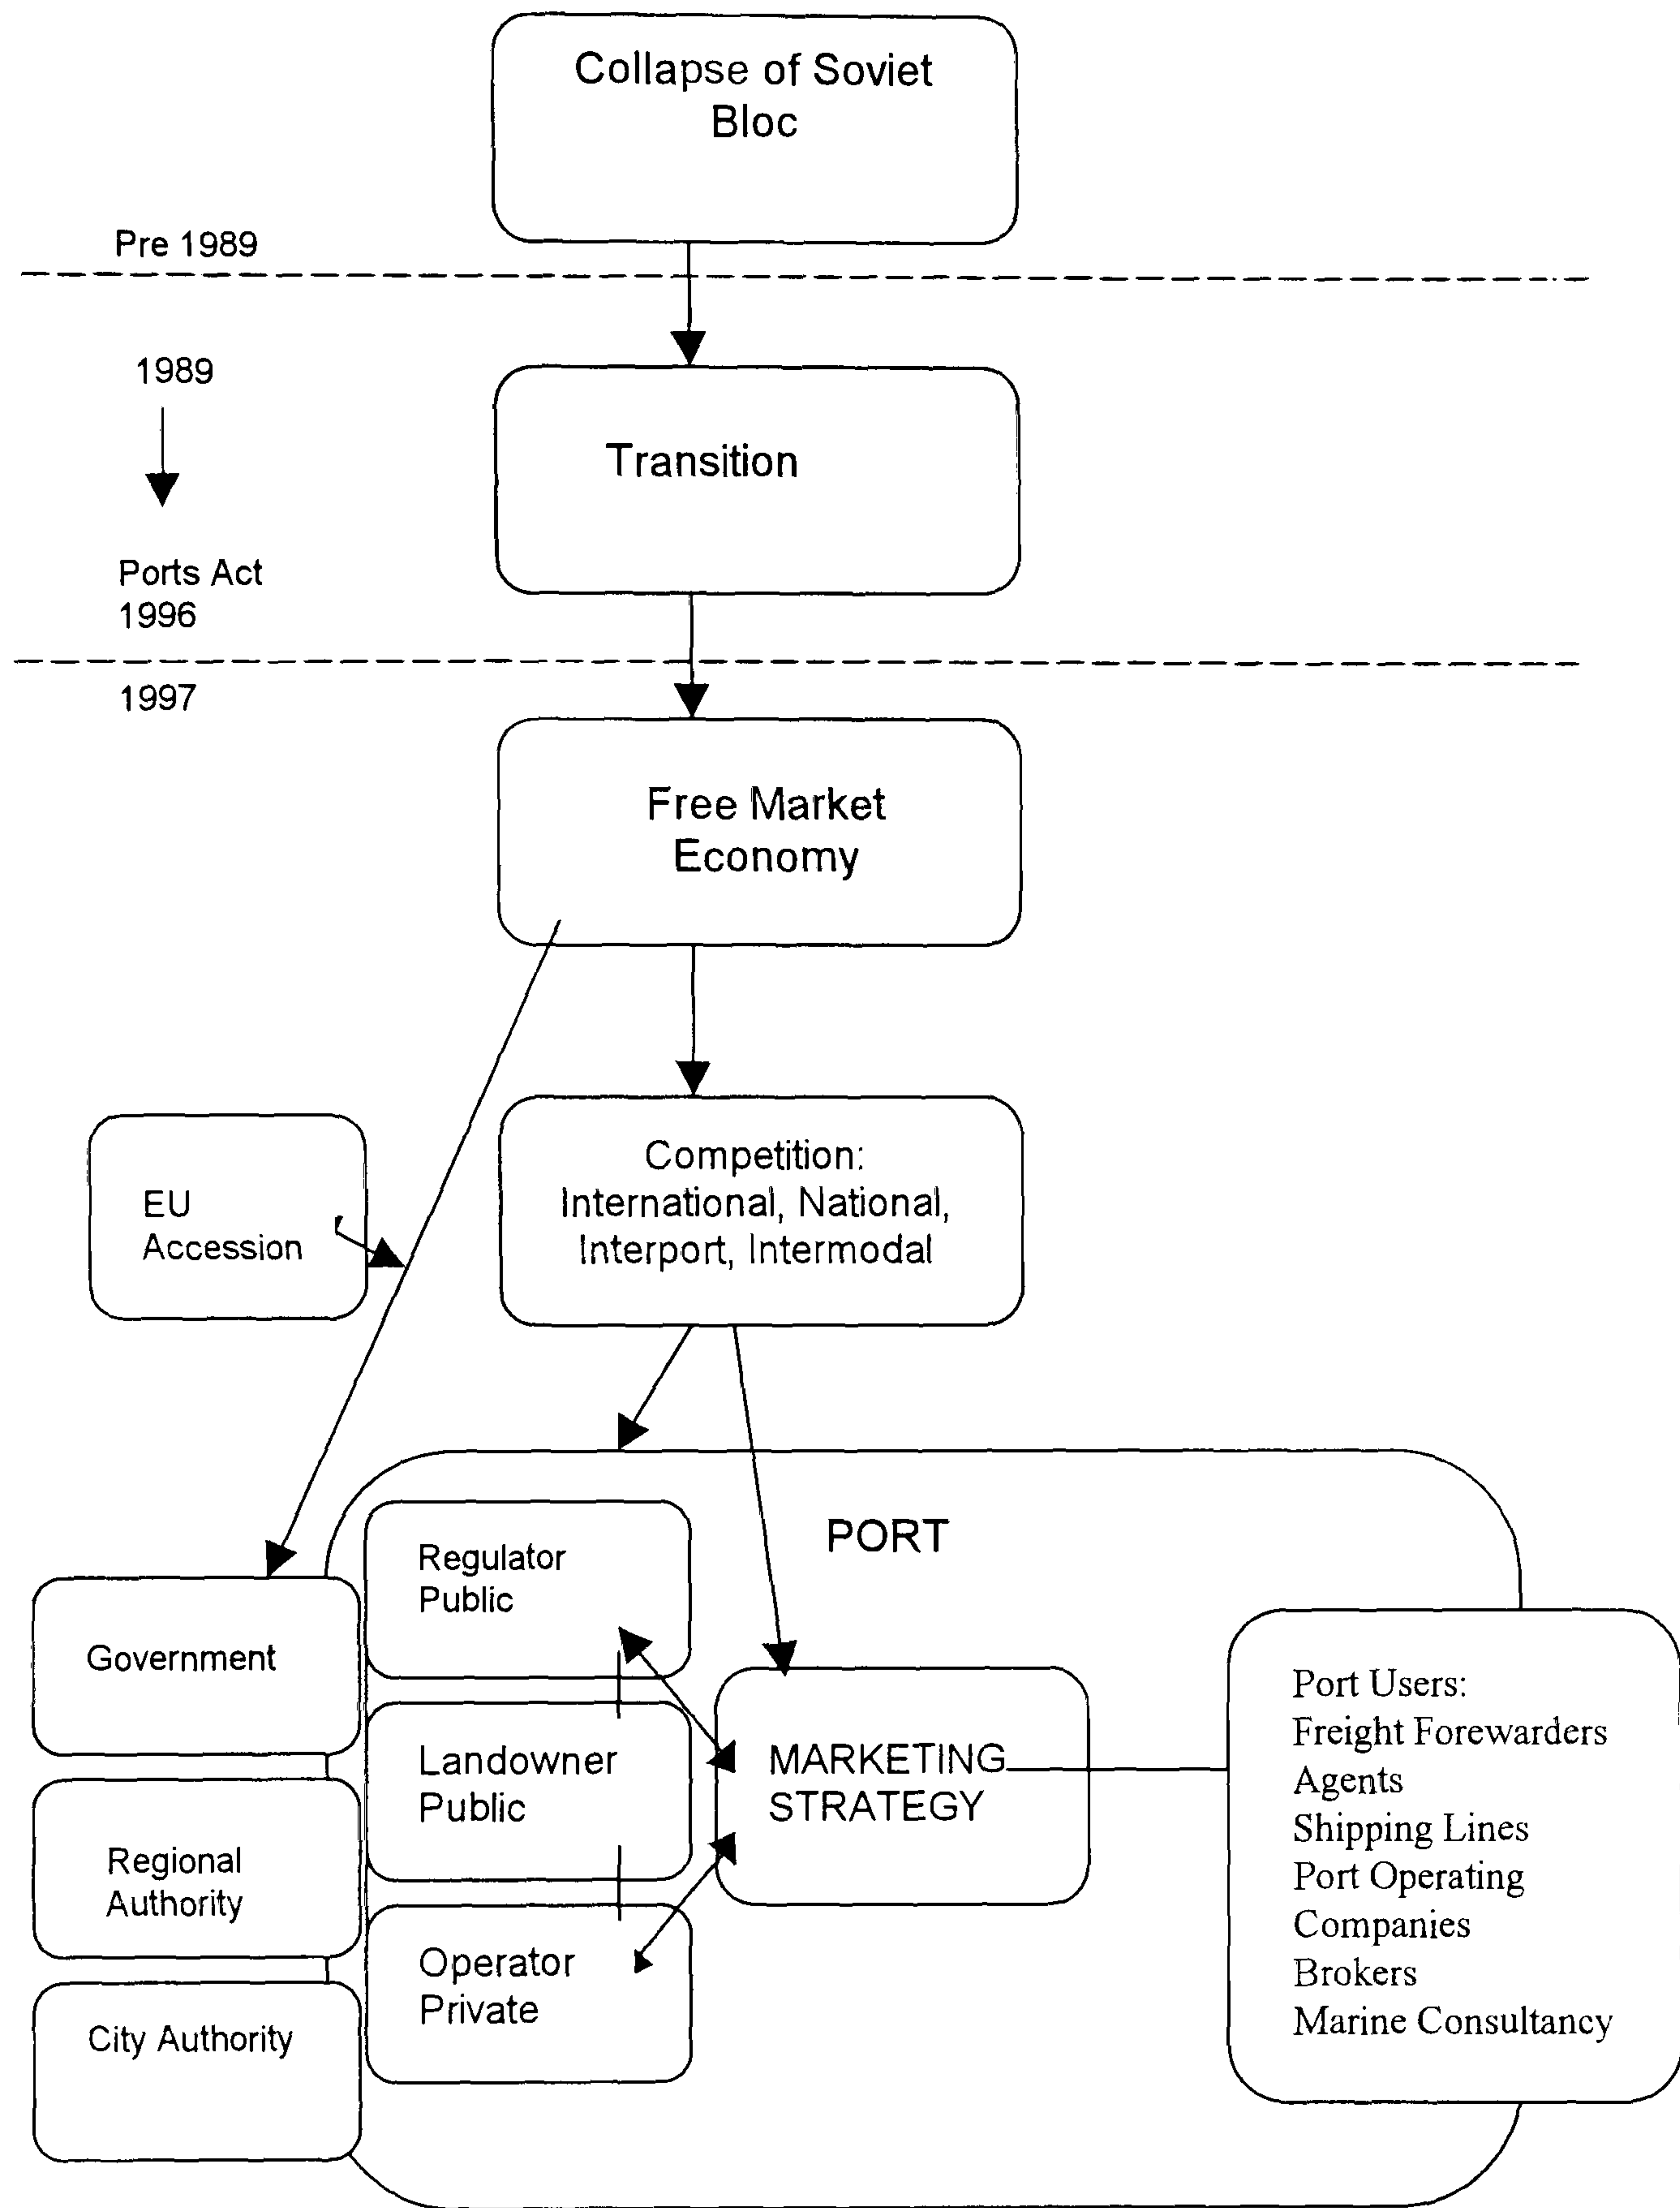 Collapse of Soviet
Bloc
Pre 1989
1989
Transition
Ports Act
1996
1997
Free Market
Economy
EU
Accession
Competition:
International, National,
Interport, Intermodal
PORT
Regulator
Public
Government
Landowner
Public
MARKETING
STRATEGY
Regional
Authority
Operator
Private
City Authority
Port Users:
Freight Forewarders
Agents
Shipping Lines
Port Operating
Companies
Brokers
Marine Consultancy